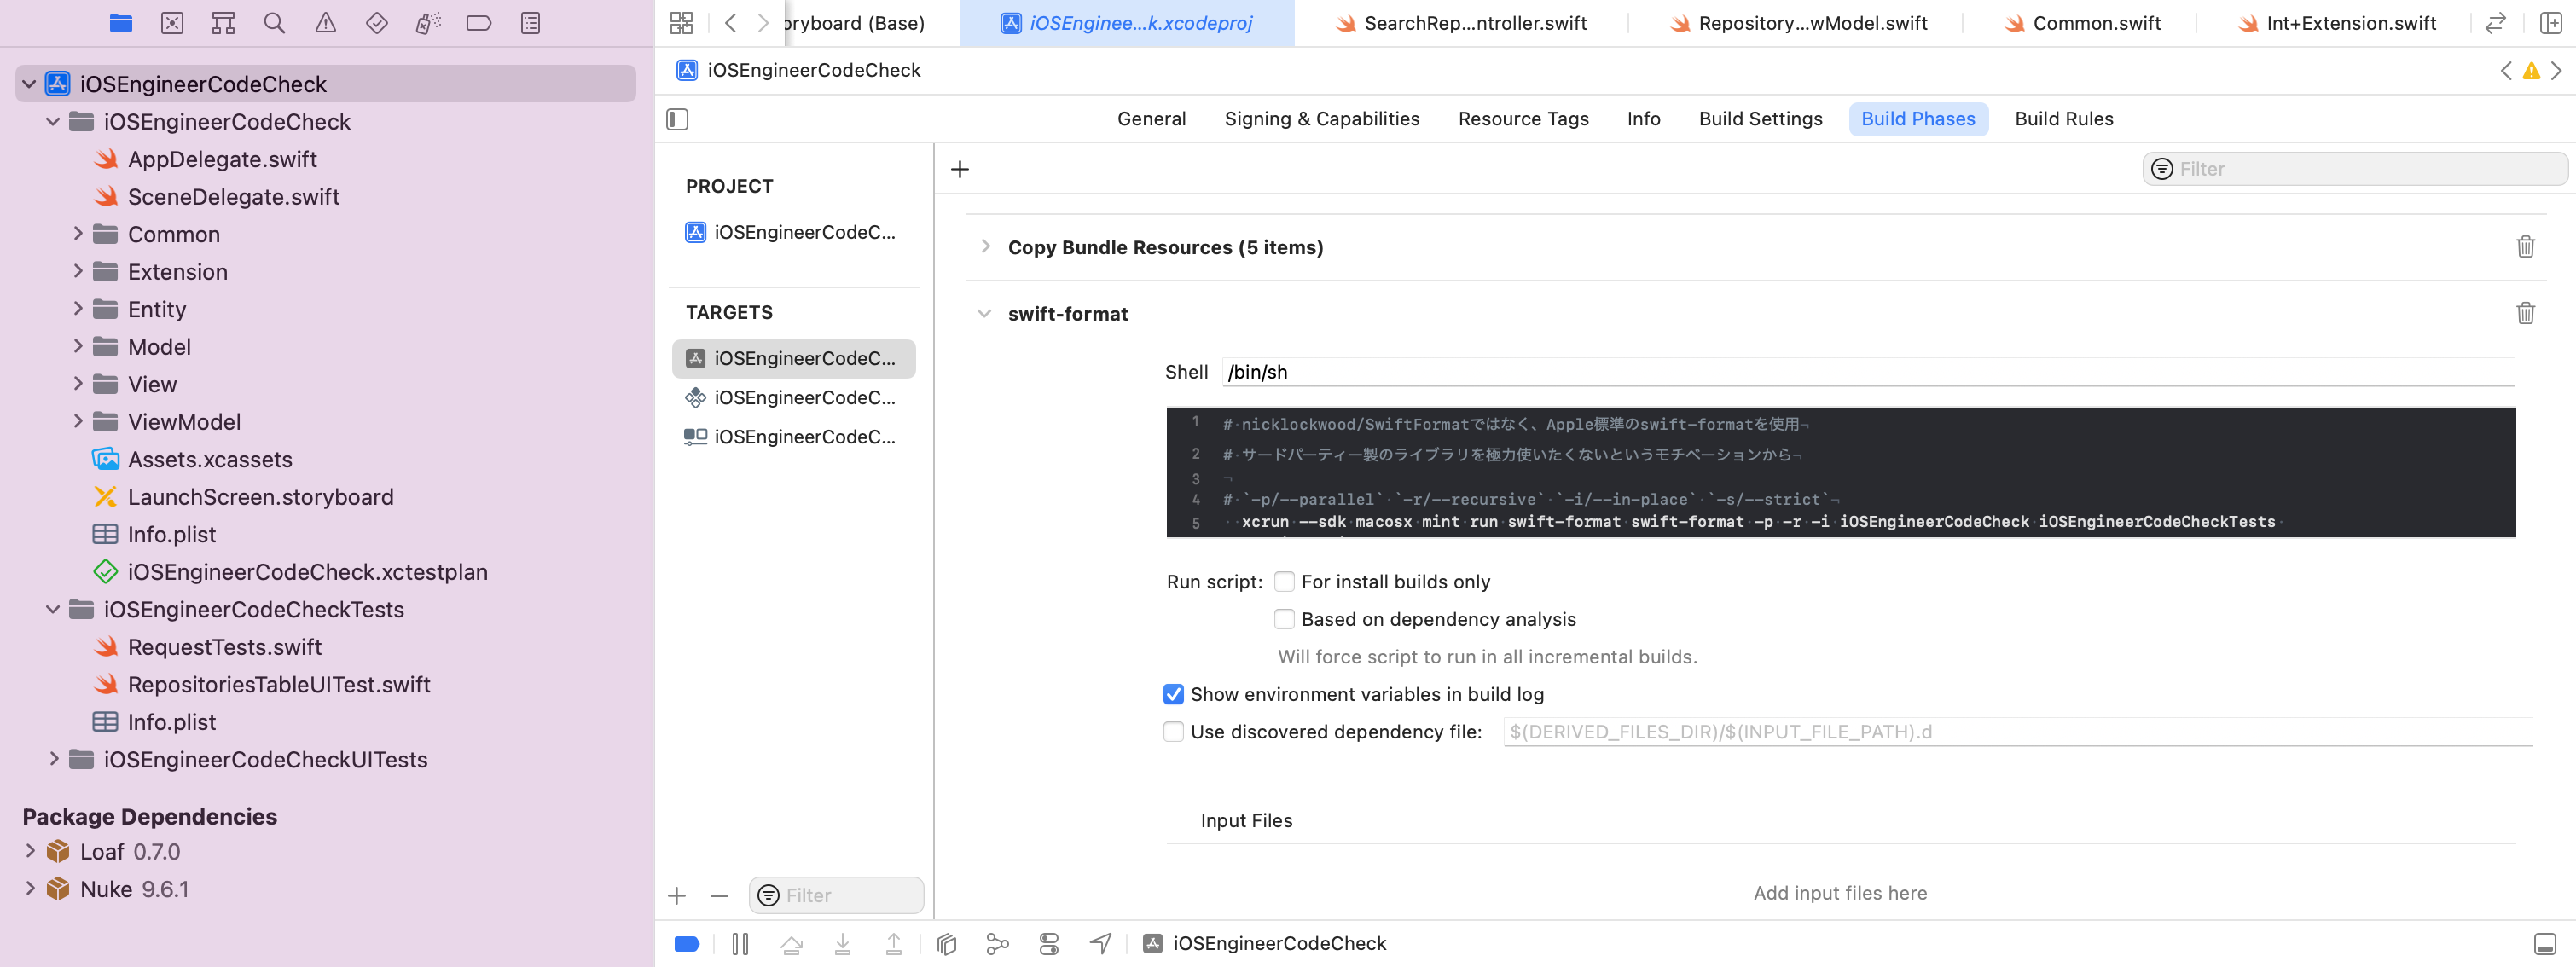 oryboard (Base)
iOSEnginee...k.xcodeproj
SearchRep...ntroller.swift
Repository...wModel.swift
Common.swift
Int+Extension.swift
iOSEngineerCodeCheck
iOSEngineerCodeCheck
AppDelegate.swift
SceneDelegate.swift
Common
Extension
Entity
Model
View
ViewModel
Assets.xcassets
LaunchScreen.storyboard
Info.plist
iOSEngineerCodeCheck.xctestplan
iOSEngineerCodeCheckTests
RequestTests.swift
RepositoriesTableUITest.swift
Info.plist
iOSEngineerCodeCheckUITests
Package Dependencies
Loaf 0.7.0
Nuke 9.6.1
iOSEngineerCodeCheck
General
Signing & Capabilities
Resource Tags
Info
Build Settings
Build Phases
Build Rules
PROJECT
iOSEngineerCodeC...
TARGETS
iOSEngineerCodeC...
iOSEngineerCodeC...
iOSEngineerCodeC...
Filter
Filter
Copy Bundle Resources (5 items)
swift-format
Shell /bin/sh
1 # nicklockwood/SwiftFormatではなく、Apple標準のswift-formatを使用
2 # サードパーティー製のライブラリを極力使いたくないというモチベーションから
3
4 # `-p/--parallel` `-r/--recursive` `-i/--in-place` `-s/--strict`
5 xcrun --sdk macosx mint run swift-format swift-format -p -r -i iOSEngineerCodeCheck iOSEngineerCodeCheckTests
Run script: For install builds only
Based on dependency analysis
Will force script to run in all incremental builds.
Show environment variables in build log
Use discovered dependency file: $(DERIVED_FILES_DIR)/$(INPUT_FILE_PATH).d
Input Files
Add input files here
iOSEngineerCodeCheck